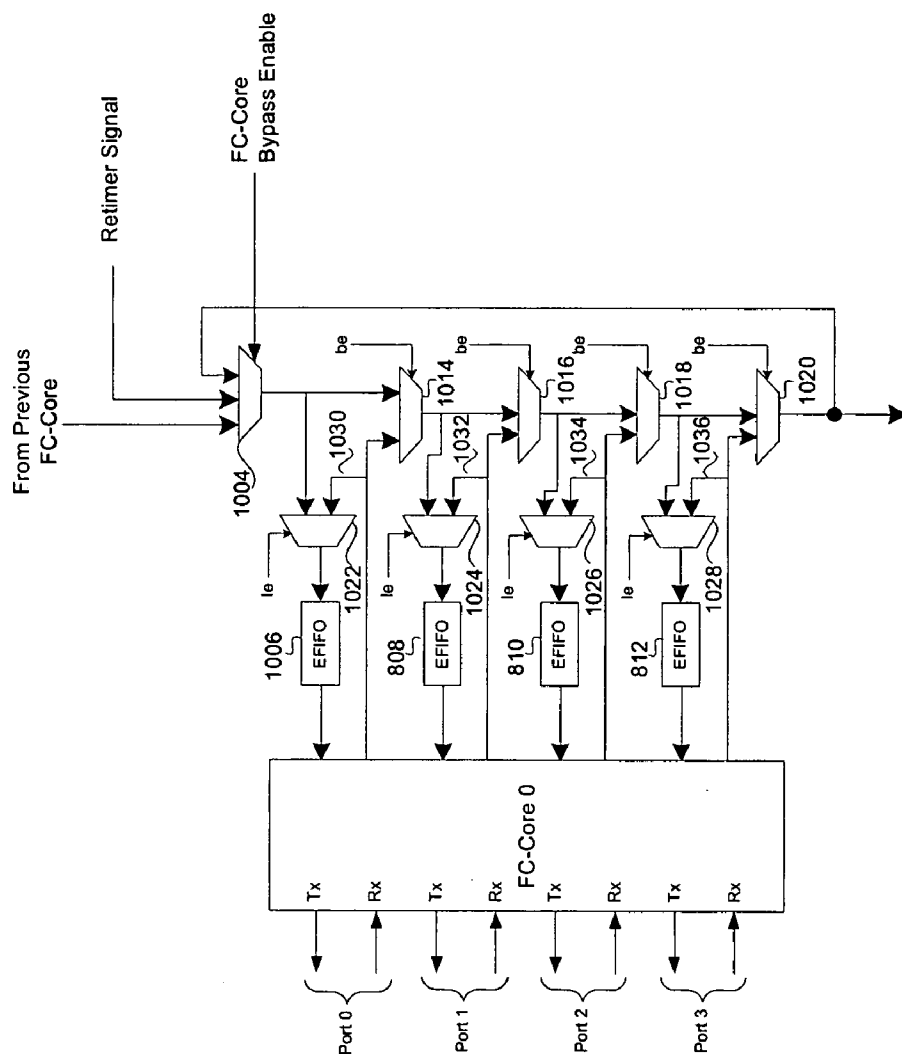 From Previous
FC-Core
Retimer Signal
FC-Core
Bypass Enable
1004
le
1022
1030
1006
EFIFO
be
1014
le
1024
1032
808
EFIFO
be
1016
le
1026
1034
810
EFIFO
be
1018
le
1028
1036
812
EFIFO
be
1020
FC-Core 0
Tx
Rx
Tx
Rx
Tx
Rx
Tx
Rx
Port 0
Port 1
Port 2
Port 3